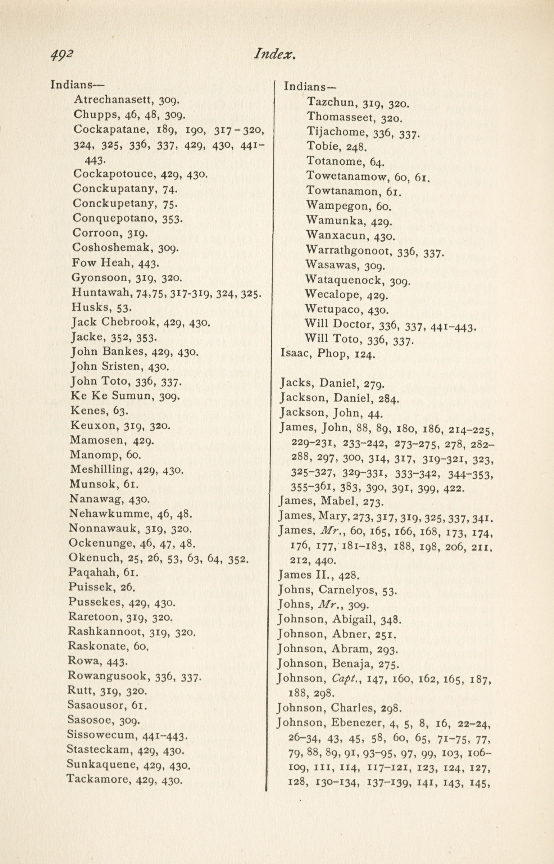 492
Index.
Indians—
Atrechanasett, 309.
Chupps, 46, 48, 309.
Cockapatane, 189, 190, 317–320,
324, 325, 336, 337, 429, 430, 441–
443.
Cockapotouce, 429, 430.
Conckupatany, 74.
Conckupetany, 75.
Conquepotano, 353.
Corroon, 319.
Coshoshemak, 309.
Fow Heah, 443.
Gyonsoon, 319, 320.
Huntawah, 74,75, 317-319, 324, 325.
Husks, 53.
Jack Chebrook, 429, 430.
Jacke, 352, 353.
John Bankes, 429, 430.
John Sristen, 430.
John Toto, 336, 337.
Ke Ke Sumun, 309.
Kenes, 63.
Keuxon, 319, 320.
Mamosen, 429.
Manomp, 60.
Meshilling, 429, 430.
Munsok, 61.
Nanawag, 430.
Nehawkumme, 46, 48.
Nonnawauk, 319, 320.
Ockenunge, 46, 47, 48.
Okenuch, 25, 26, 53, 63, 64, 352.
Paqahah, 61.
Puissek, 26.
Pussekes, 429, 430.
Raretoon, 319, 320.
Rashkannoot, 319, 320.
Raskonate, 60.
Rowa, 443.
Rowangusook, 336, 337.
Rutt, 319, 320.
Sasaousor, 61.
Sasosoe, 309.
Sissowecum, 441–443.
Stasteckam, 429, 430.
Sunkaquene, 429, 430.
Tackamore, 429, 430.
Indians—
Tazchun, 319, 320.
Thomasseet, 320.
Tijachome, 336, 337.
Tobie, 248.
Totanome, 64.
Towetanamow, 60, 61.
Towtanamon, 61.
Wampegon, 60.
Wamunka, 429.
Wanxacun, 430.
Warrathgonoot, 336, 337.
Wasawas, 309.
Wataquenock, 309.
Wecalope, 429.
Wetupaco, 430.
Will Doctor, 336, 337, 441–443.
Will Toto, 336, 337.
Isaac, Phop, 124.
Jacks, Daniel, 279.
Jackson, Daniel, 284.
Jackson, John, 44.
James, John, 88, 89, 180, 186, 214–225,
229–231, 233–242, 273–275, 278, 282–
288, 297, 300, 314, 317, 319–321, 323,
325–327, 329–331, 333–342, 344–353,
355–361, 383, 390, 391, 399, 422.
James, Mabel, 273.
James, Mary, 273, 317, 319, 325, 337, 341.
James, Mr., 60, 165, 166, 168, 173, 174,
176, 177, 181–183, 188, 198, 206, 211,
212, 440.
James II., 428.
Johns, Carnelyos, 53.
Johns, Mr., 309.
Johnson, Abigail, 348.
Johnson, Abner, 251.
Johnson, Abram, 293.
Johnson, Benaja, 275.
Johnson, Capt., 147, 160, 162, 165, 187,
188, 298.
Johnson, Charles, 298.
Johnson, Ebenezer, 4, 5, 8, 16, 22–24,
26–34, 43, 45, 58, 60, 65, 71–75, 77,
79, 88, 89, 91, 93–95, 97, 99, 103, 106–
109, 111, 114, 117–121, 123, 124, 127,
128, 130–134, 137–139, 141, 143, 145,